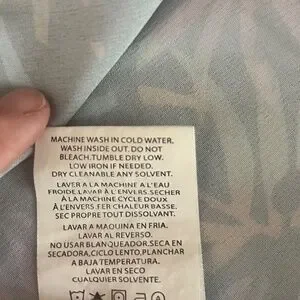 MACHINE WASH IN COLD WATER.
WASH INSIDE OUT. DO NOT
BLEACH.TUMBLE DRY LOW.
LOW IRON IF NEEDED.
DRY CLEANABLE ANY SOLVENT.
LAVER A LA MACHINE A L'EAU
FROIDE.LAVER À L'ENVERS.SÉCHER
À LA MACHINE CYCLE DOUX.
À L'ENVERS FER CHALEUR BASSE.
SEC PROPRE TOUT DISSOLVANT.
LAVAR A MAQUINA EN FRIA.
LAVAR AL REVERSO.
NO USAR BLANQUEADOR.SECA EN
SECADORA,CICLO LENTO,PLANCHAR
A BAJA TEMPERATURA.
LAVAR EN SECO
CUALQUIER SOLVENTE.